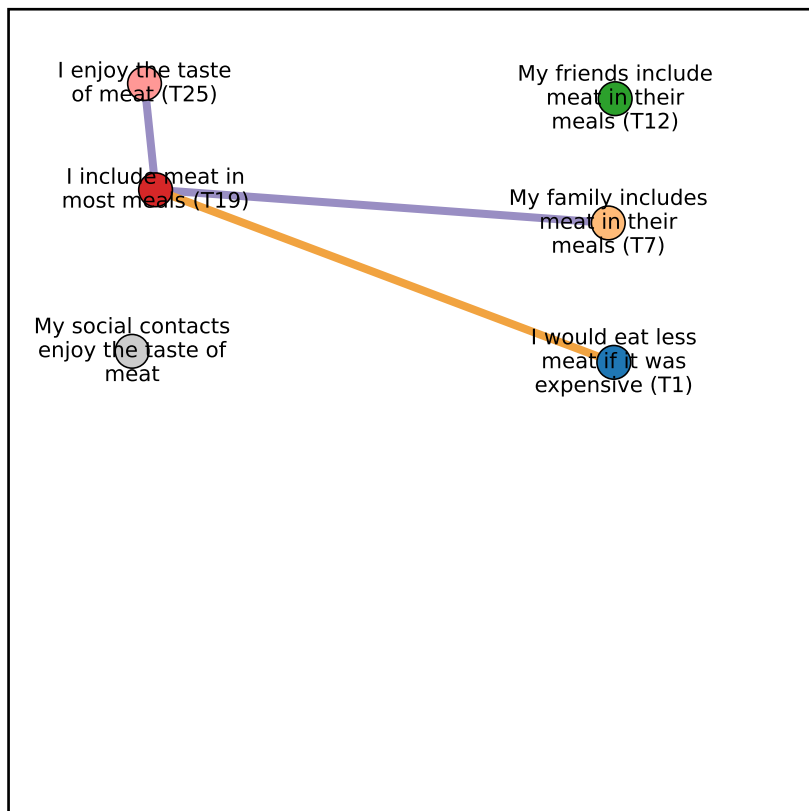 I enjoy the taste
of meat (T25)
My friends include
meat in their
meals (T12)
I include meat in
most meals (T19)
My family includes
meat in their
meals (T7)
My social contacts
enjoy the taste of
meat
I would eat less
meat if it was
expensive (T1)